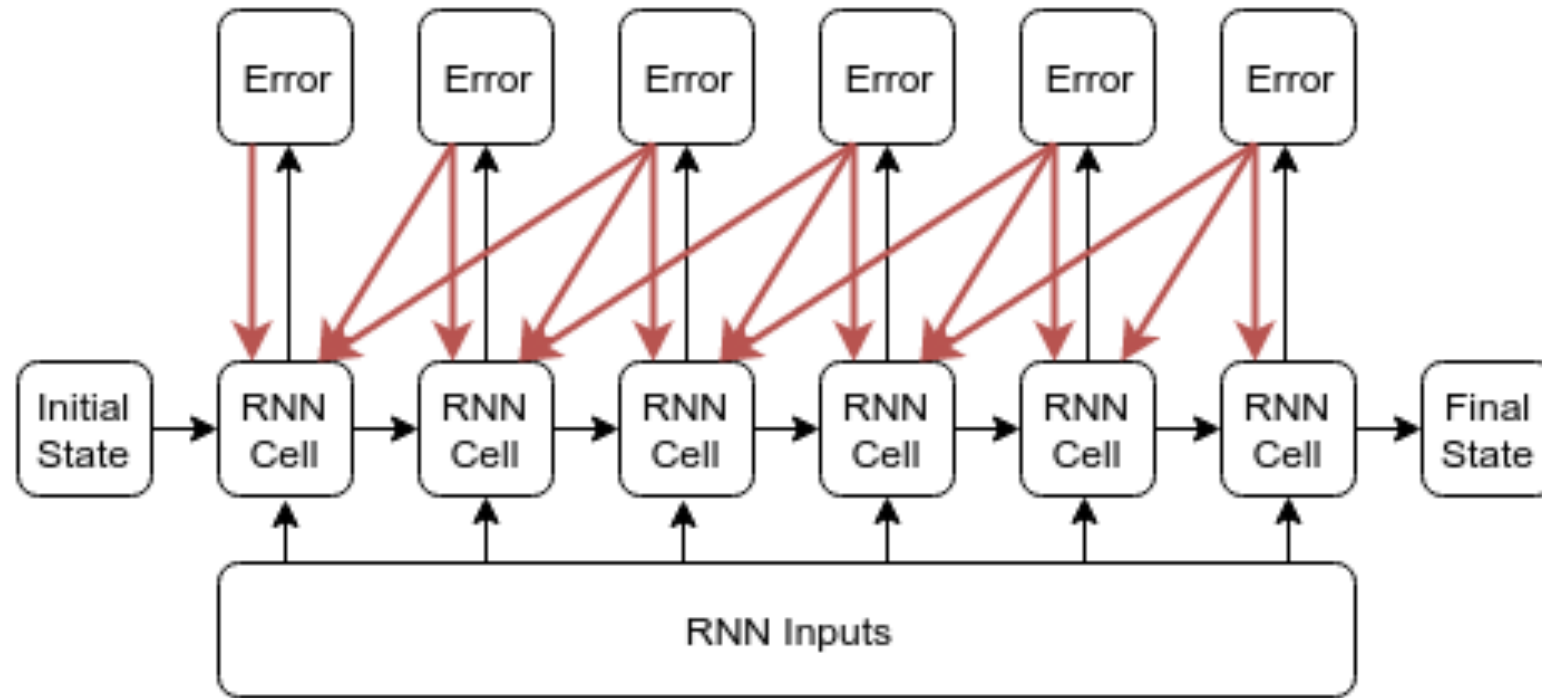 Error
Error
Error
Error
Error
Error
Initial
State
RNN
Cell
RNN
Cell
RNN
Cell
RNN
Cell
RNN
Cell
RNN
Cell
Final
State
RNN Inputs